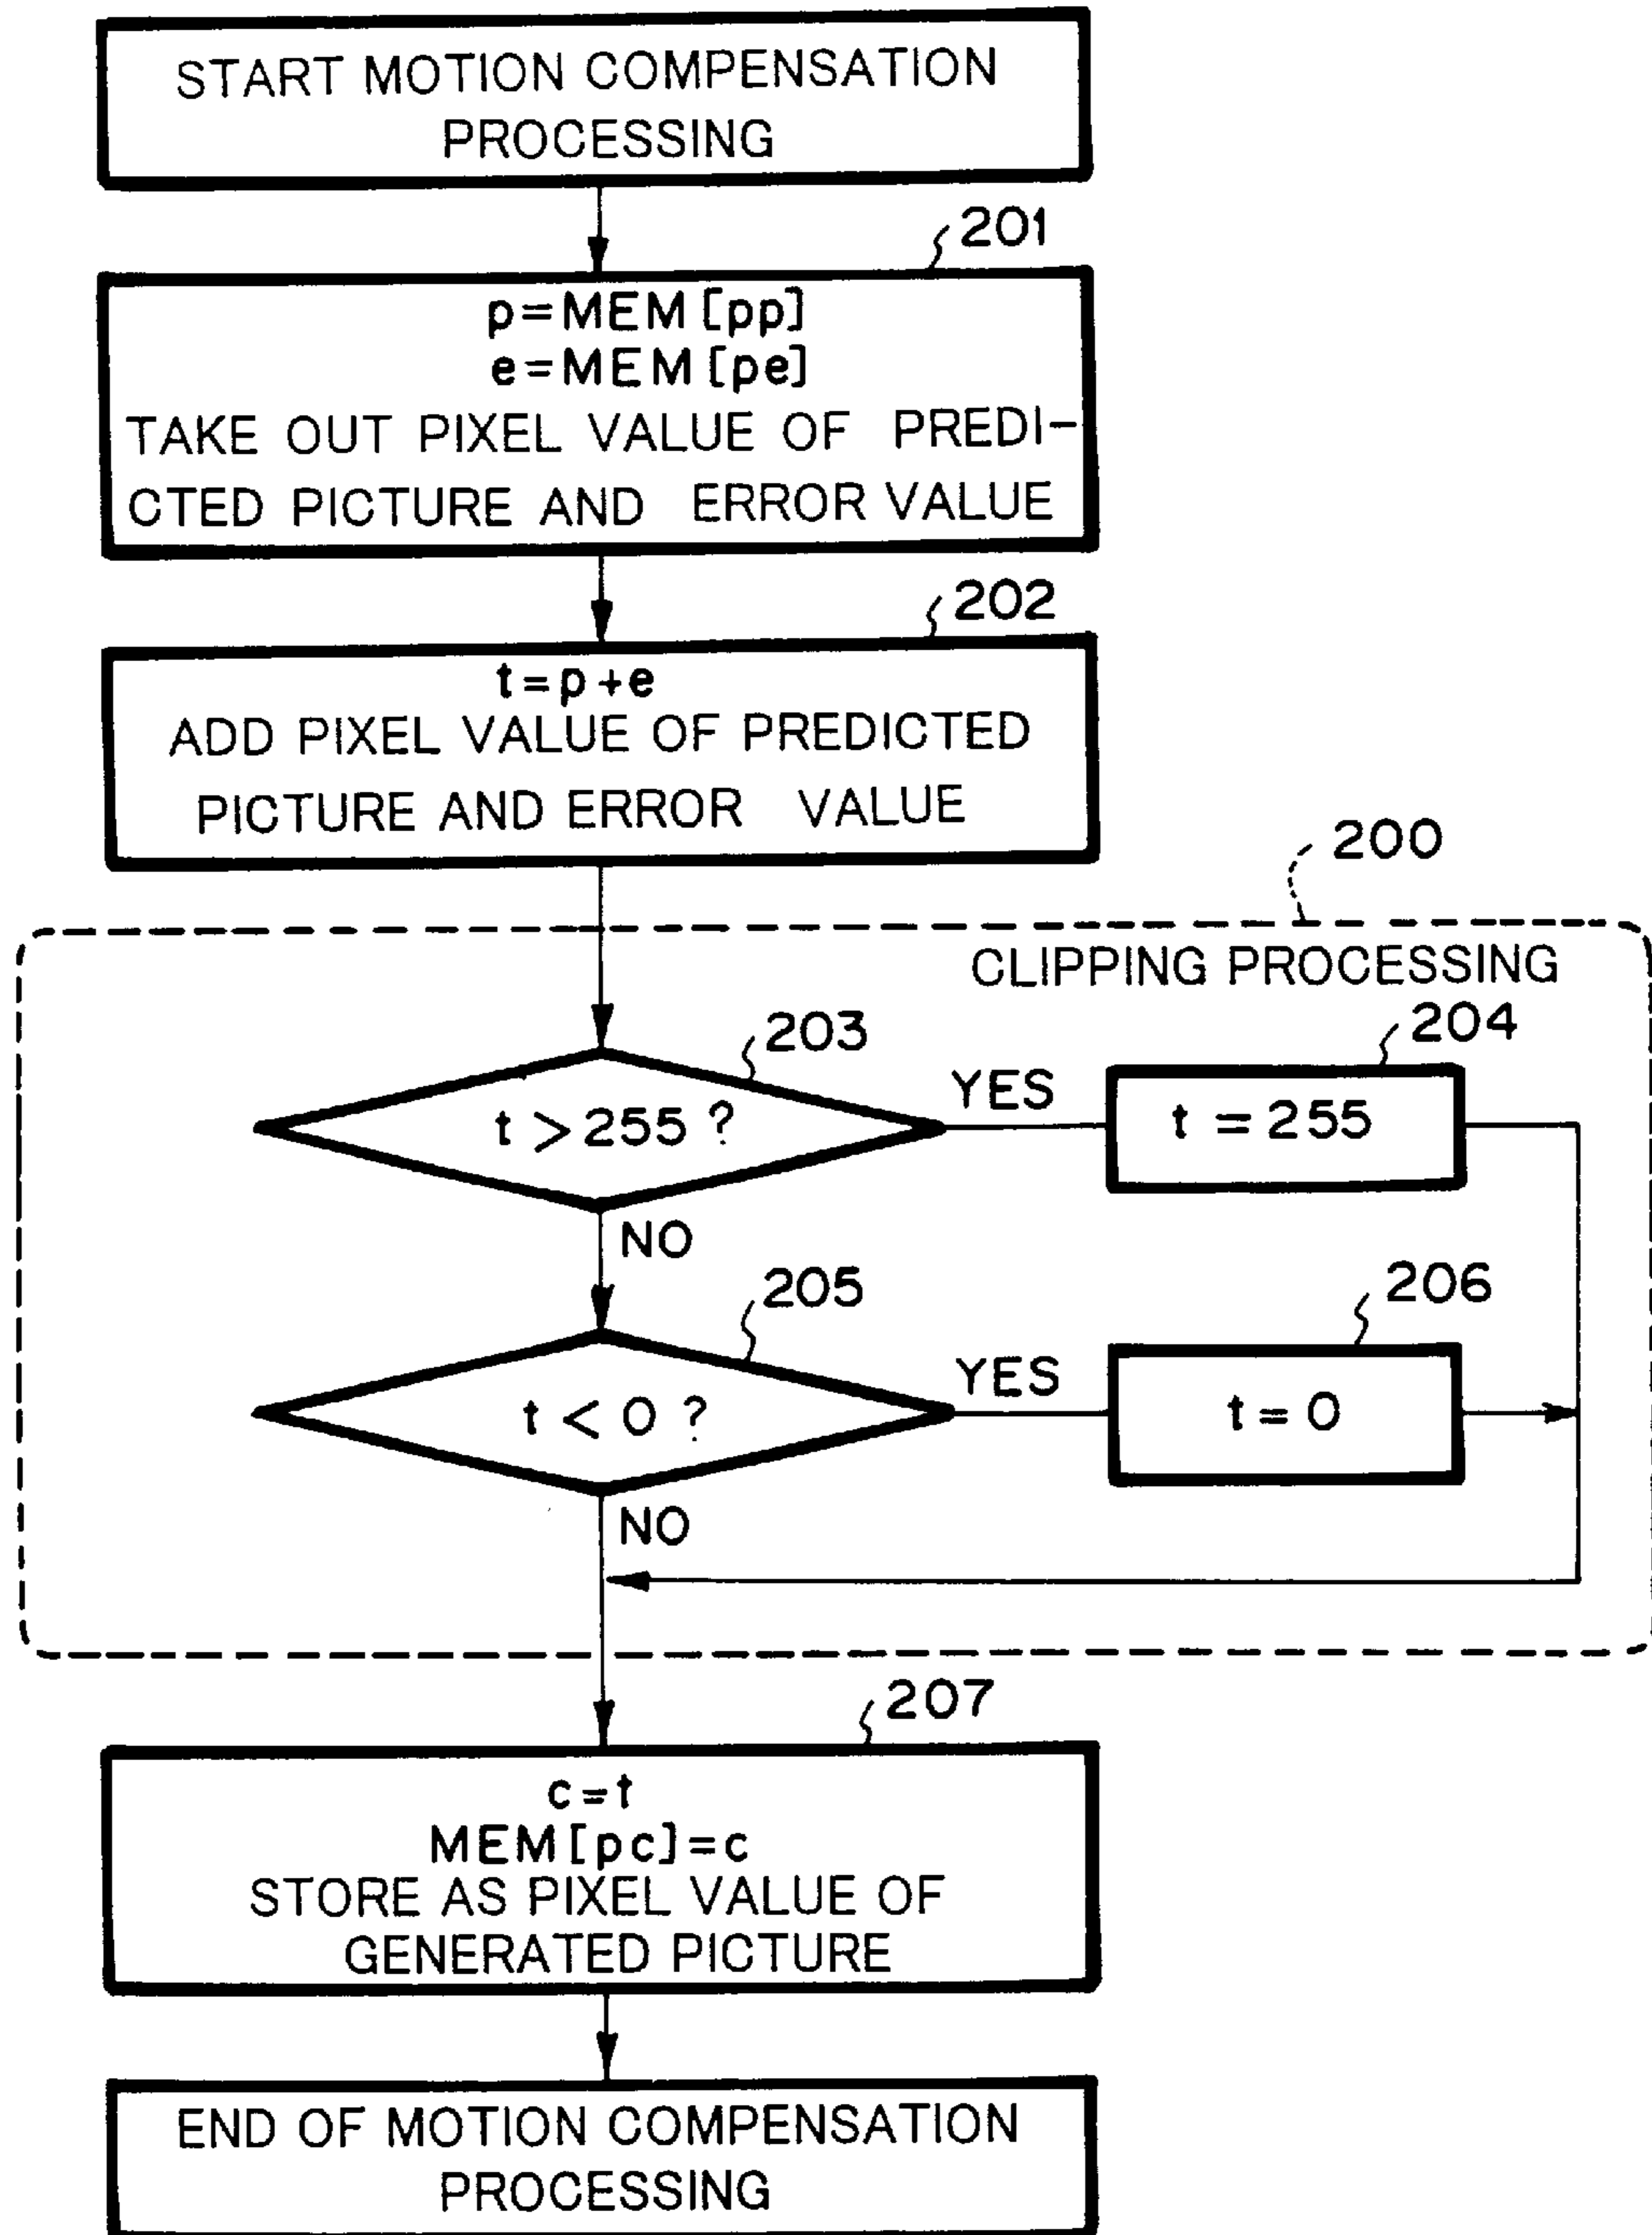 START MOTION COMPENSATION
PROCESSING
201
p=MEM[pp]
e=MEM[pe]
TAKE OUT PIXEL VALUE OF PREDI-
CTED PICTURE AND ERROR VALUE
202
t=p+e
ADD PIXEL VALUE OF PREDICTED
PICTURE AND ERROR VALUE
200
CLIPPING PROCESSING
203
204
t > 255 ?
YES
t = 255
NO
205
206
t < 0 ?
YES
t = 0
NO
207
c=t
MEM[pc]=c
STORE AS PIXEL VALUE OF
GENERATED PICTURE
END OF MOTION COMPENSATION
PROCESSING